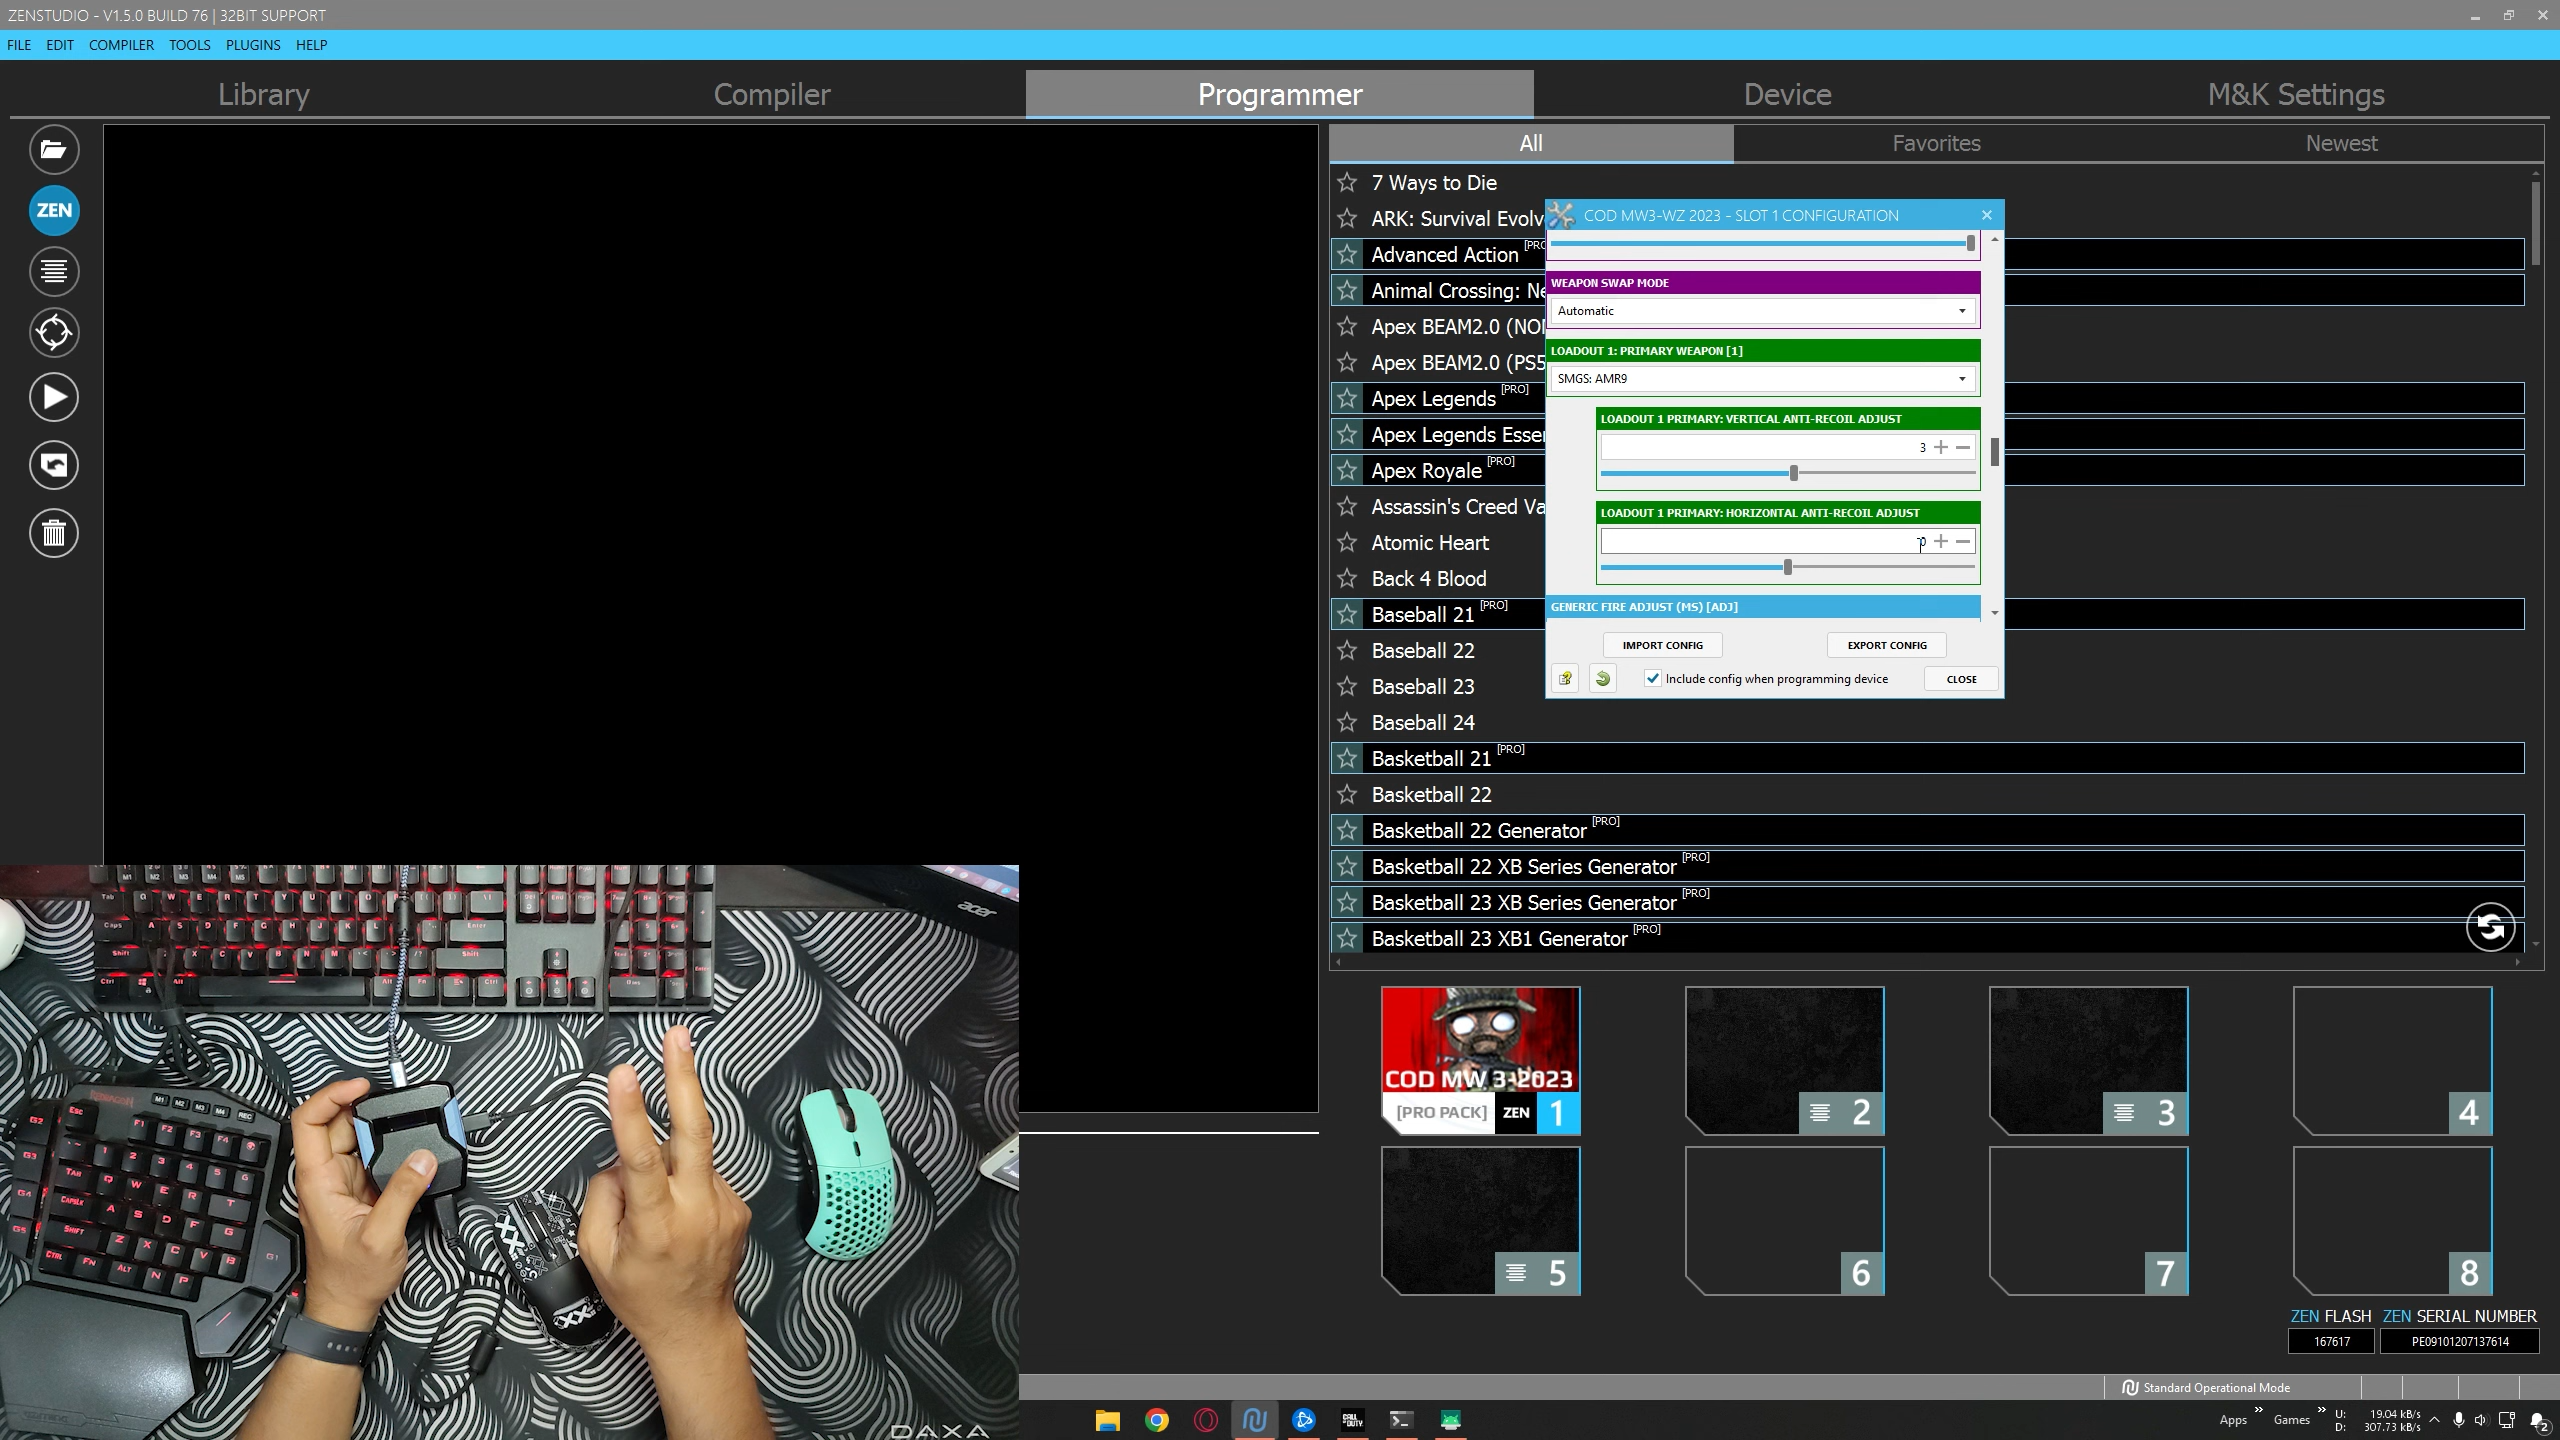 ZENSTUDIO - V1.5.0 BUILD 76 | 32BIT SUPPORT
FILE EDIT COMPILER TOOLS PLUGINS HELP
Library Compiler Programmer Device M&K Settings
ZEN
All Favorites Newest
7 Ways to Die
ARK: Survival Evolv
Advanced Action [PRO
Animal Crossing: Ne
Apex BEAM2.0 (NO
Apex BEAM2.0 (PS5
Apex Legends [PRO]
Apex Legends Esse
Apex Royale [PRO]
Assassin's Creed Va
Atomic Heart
Back 4 Blood
Baseball 21 [PRO]
Baseball 22
Baseball 23
Baseball 24
Basketball 21 [PRO]
Basketball 22
Basketball 22 Generator [PRO]
Basketball 22 XB Series Generator [PRO]
Basketball 23 XB Series Generator [PRO]
Basketball 23 XB1 Generator [PRO]
COD MW3-WZ 2023 - SLOT 1 CONFIGURATION
WEAPON SWAP MODE
Automatic
LOADOUT 1: PRIMARY WEAPON [1]
SMGS: AMR9
LOADOUT 1 PRIMARY: VERTICAL ANTI-RECOIL ADJUST
3
LOADOUT 1 PRIMARY: HORIZONTAL ANTI-RECOIL ADJUST
0
GENERIC FIRE ADJUST (MS) [ADJ]
IMPORT CONFIG EXPORT CONFIG
Include config when programming device CLOSE
COD MW 3-2023
[PRO PACK] ZEN 1
2
3
4
5
6
7
8
ZEN FLASH ZEN SERIAL NUMBER
167617 PE09101207137614
Standard Operational Mode
CALL OF DUTY
Apps Games U: 19.04 kB/s
D: 307.73 kB/s
2
acer
REDRAGON
DAXA